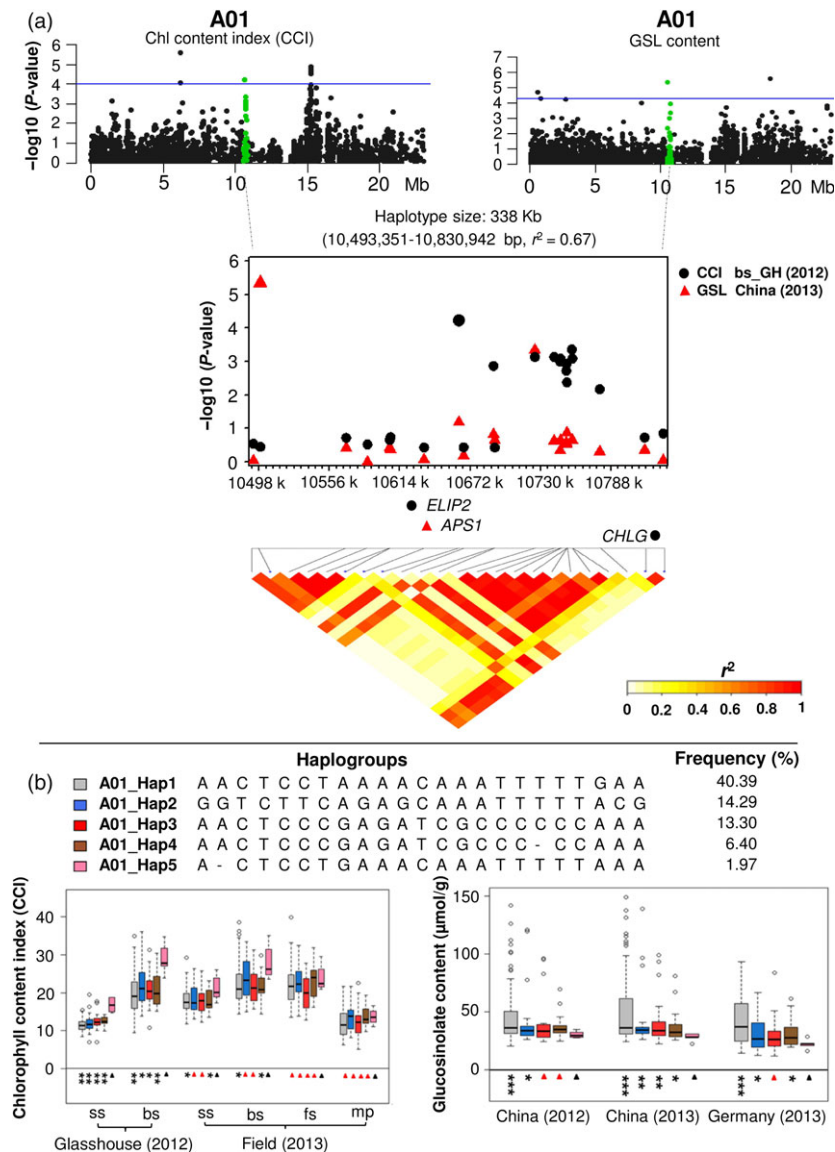 (a)
A01
Chl content index (CCI)
−log10 (P-value)
6
5
4
3
2
1
0
0 5 10 15 20 Mb
A01
GSL content
7
6
5
4
3
2
1
0
0 5 10 15 20 Mb
Haplotype size: 338 Kb
(10,493,351-10,830,942 bp, r² = 0.67)
−log10 (P-value)
6
5
4
3
2
1
0
CCI bs_GH (2012)
GSL China (2013)
10498 k 10556 k 10614 k 10672 k 10730 k 10788 k
ELIP2
APS1
CHLG
r²
0 0.2 0.4 0.6 0.8 1
(b)
Haplogroups Frequency (%)
A01_Hap1 A A C T C C T A A A A C A A A T T T T T G A A 40.39
A01_Hap2 G G T C T T C A G A G C A A A T T T T T A C G 14.29
A01_Hap3 A A C T C C C G A G A T C G C C C C C C A A A 13.30
A01_Hap4 A A C T C C C G A G A T C G C C C - C C A A A 6.40
A01_Hap5 A - C T C C T G A A A C A A A T T T T T A A A 1.97
Chlorophyll content index (CCI)
40
30
20
10
0
ss bs ss bs fs mp
Glasshouse (2012) Field (2013)
Glucosinolate content (µmol/g)
150
100
50
0
China (2012) China (2013) Germany (2013)